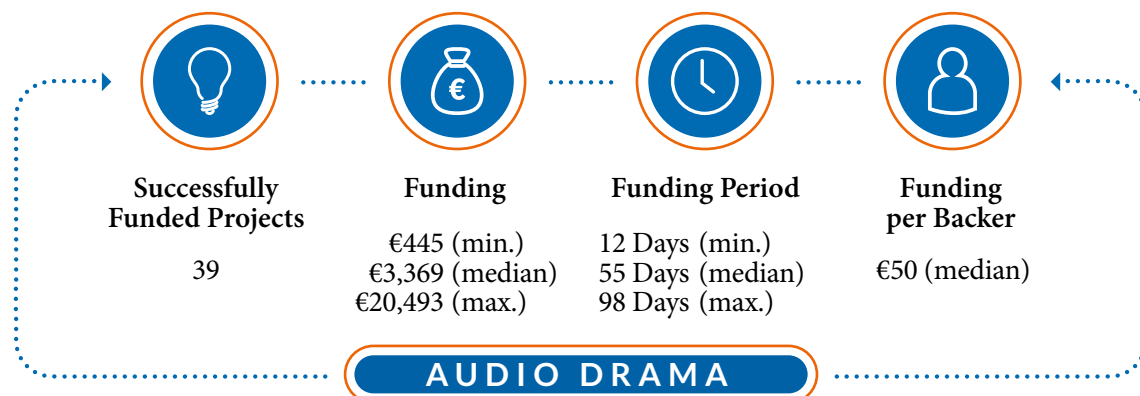 €
Successfully
Funded Projects
39
Funding
€445 (min.)
€3,369 (median)
€20,493 (max.)
Funding Period
12 Days (min.)
55 Days (median)
98 Days (max.)
Funding
per Backer
€50 (median)
AUDIO DRAMA